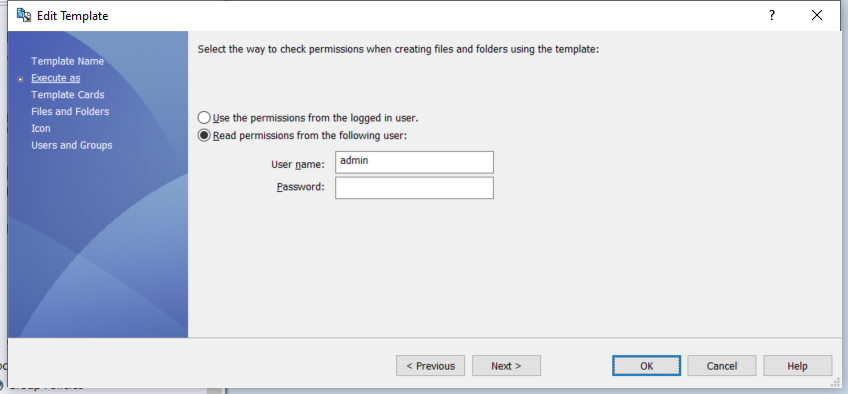 Edit Template
?
Template Name
Execute as
Template Cards
Files and Folders
Icon
Users and Groups
Select the way to check permissions when creating files and folders using the template:
Use the permissions from the logged in user.
Read permissions from the following user:
User name: admin
Password:
< Previous
Next >
OK
Cancel
Help